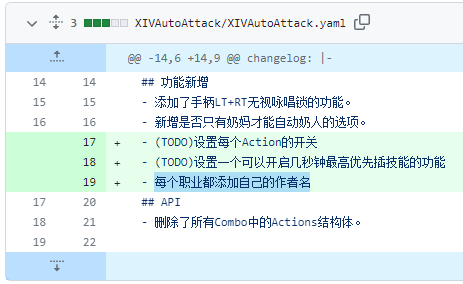 3 XIVAutoAttack/XIVAutoAttack.yaml
@@ -14,6 +14,9 @@ changelog: |-
14 14 ## 功能新增
15 15 - 添加了手柄LT+RT无视咏唱锁的功能。
16 16 - 新增是否只有奶妈才能自动奶人的选项。
17 + - (TODO)设置每个Action的开关
18 + - (TODO)设置一个可以开启几秒钟最高优先插技能的功能
19 + - 每个职业都添加自己的作者名
17 20 ## API
18 21 - 删除了所有Combo中的Actions结构体。
19 22